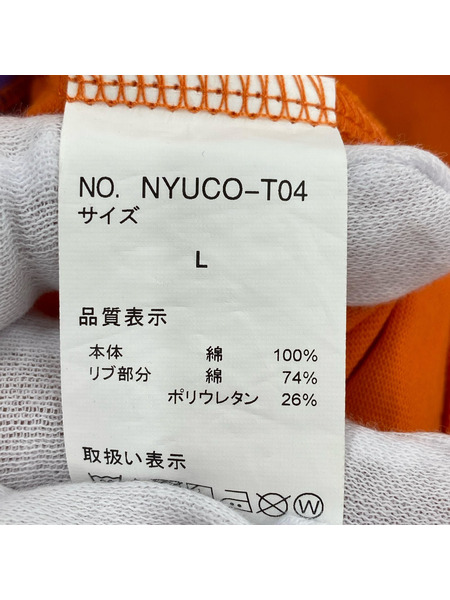 NO. NYUCO-T04
サイズ
L
品質表示
本体 綿 100%
リブ部分 綿 74%
ポリウレタン 26%
取扱い表示
W